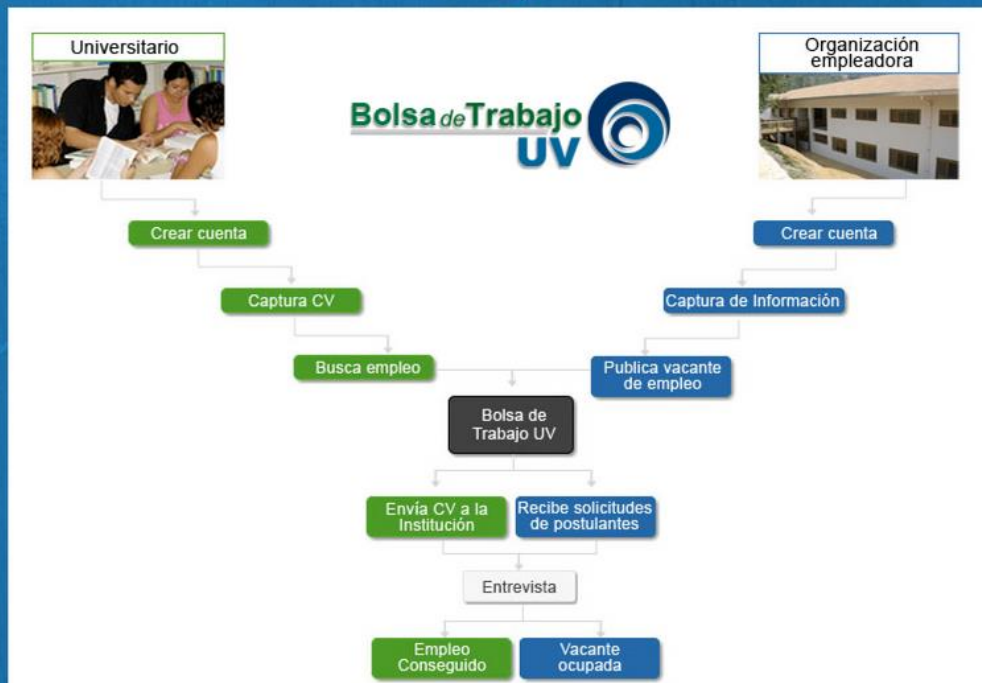 Universitario
Organización
empleadora
Bolsa de Trabajo
UV
Crear cuenta
Crear cuenta
Captura CV
Captura de Información
Busca empleo
Publica vacante
de empleo
Bolsa de
Trabajo UV
Envía CV a la
Institución
Recibe solicitudes
de postulantes
Entrevista
Empleo
Conseguido
Vacante
ocupada